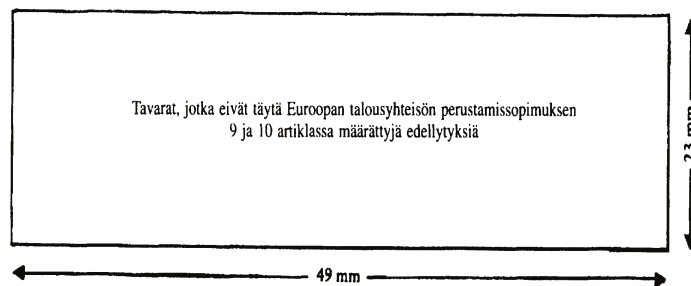 Tavarat, jotka eivät täytä Euroopan talousyhteisön perustamissopimuksen
9 ja 10 artiklassa määrättyjä edellytyksiä
23 mm
49 mm